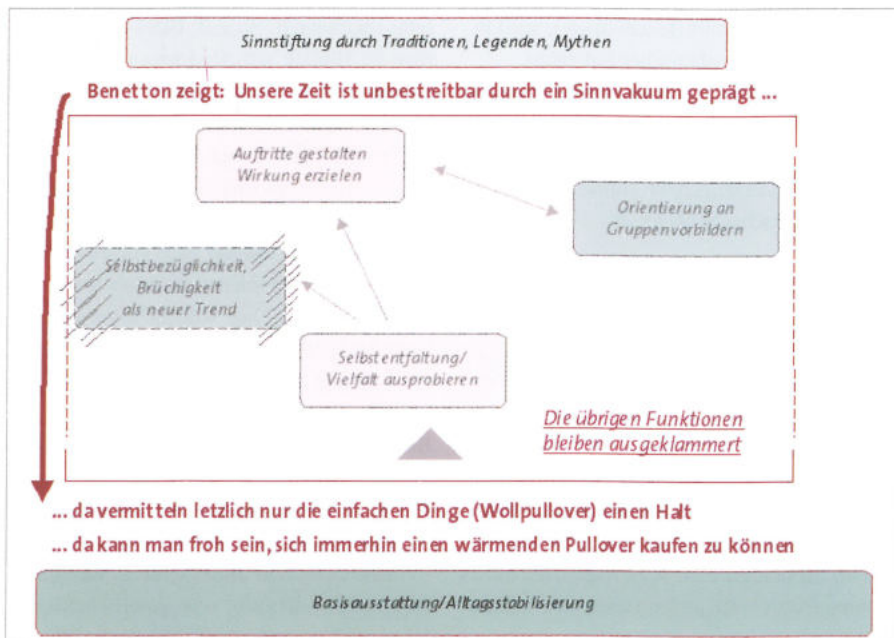 Sinnstiftung durch Traditionen, Legenden, Mythen
Benetton zeigt: Unsere Zeit ist unbestreitbar durch ein Sinnvakuum geprägt ...
Auftritte gestalten
Wirkung erzielen
Orientierung an
Gruppenvorbildern
Selbstbezüglichkeit,
Brüchigkeit
als neuer Trend
Selbstentfaltung/
Vielfalt ausprobieren
Die übrigen Funktionen
bleiben ausgeklammert
... da vermitteln letzlich nur die einfachen Dinge (Wollpullover) einen Halt
... da kann man froh sein, sich immerhin einen wärmenden Pullover kaufen zu können
Basisausstattung/Alltagsstabilisierung